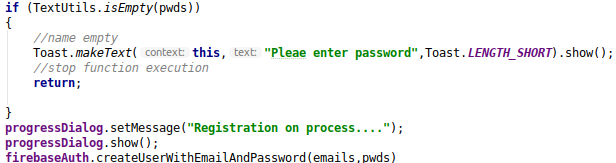 if (TextUtils.isEmpty(pwds))
{
//name empty
Toast.makeText( context: this, text: "Pleae enter password",Toast.LENGTH_SHORT).show();
//stop function execution
return;
}
progressDialog.setMessage("Registration on process....");
progressDialog.show();
firebaseAuth.createUserWithEmailAndPassword(emails,pwds)